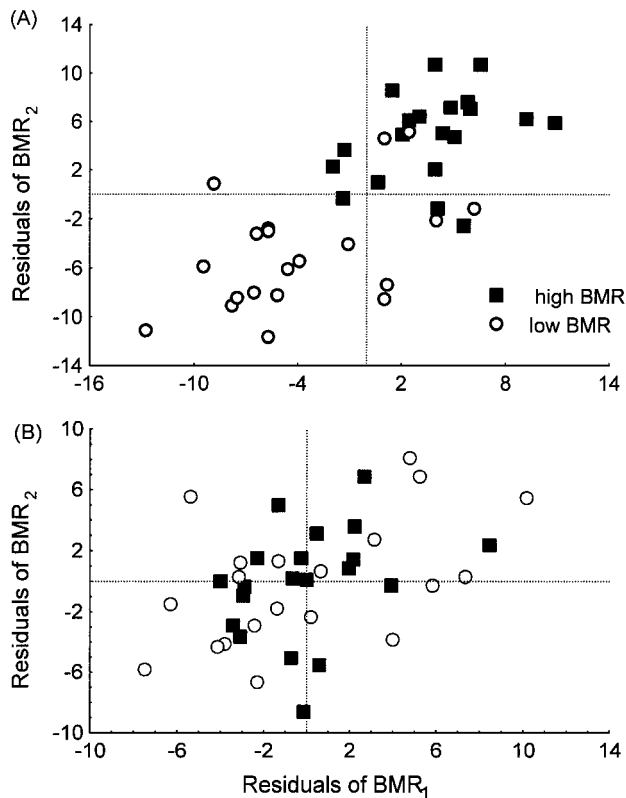 (A)
14
10
6
2
-2
-6
-10
-14
Residuals of BMR2
-16 -10 -4 2 8 14
high BMR
low BMR
(B)
10
6
2
-2
-6
-10
Residuals of BMR2
-10 -6 -2 2 6 10 14
Residuals of BMR1